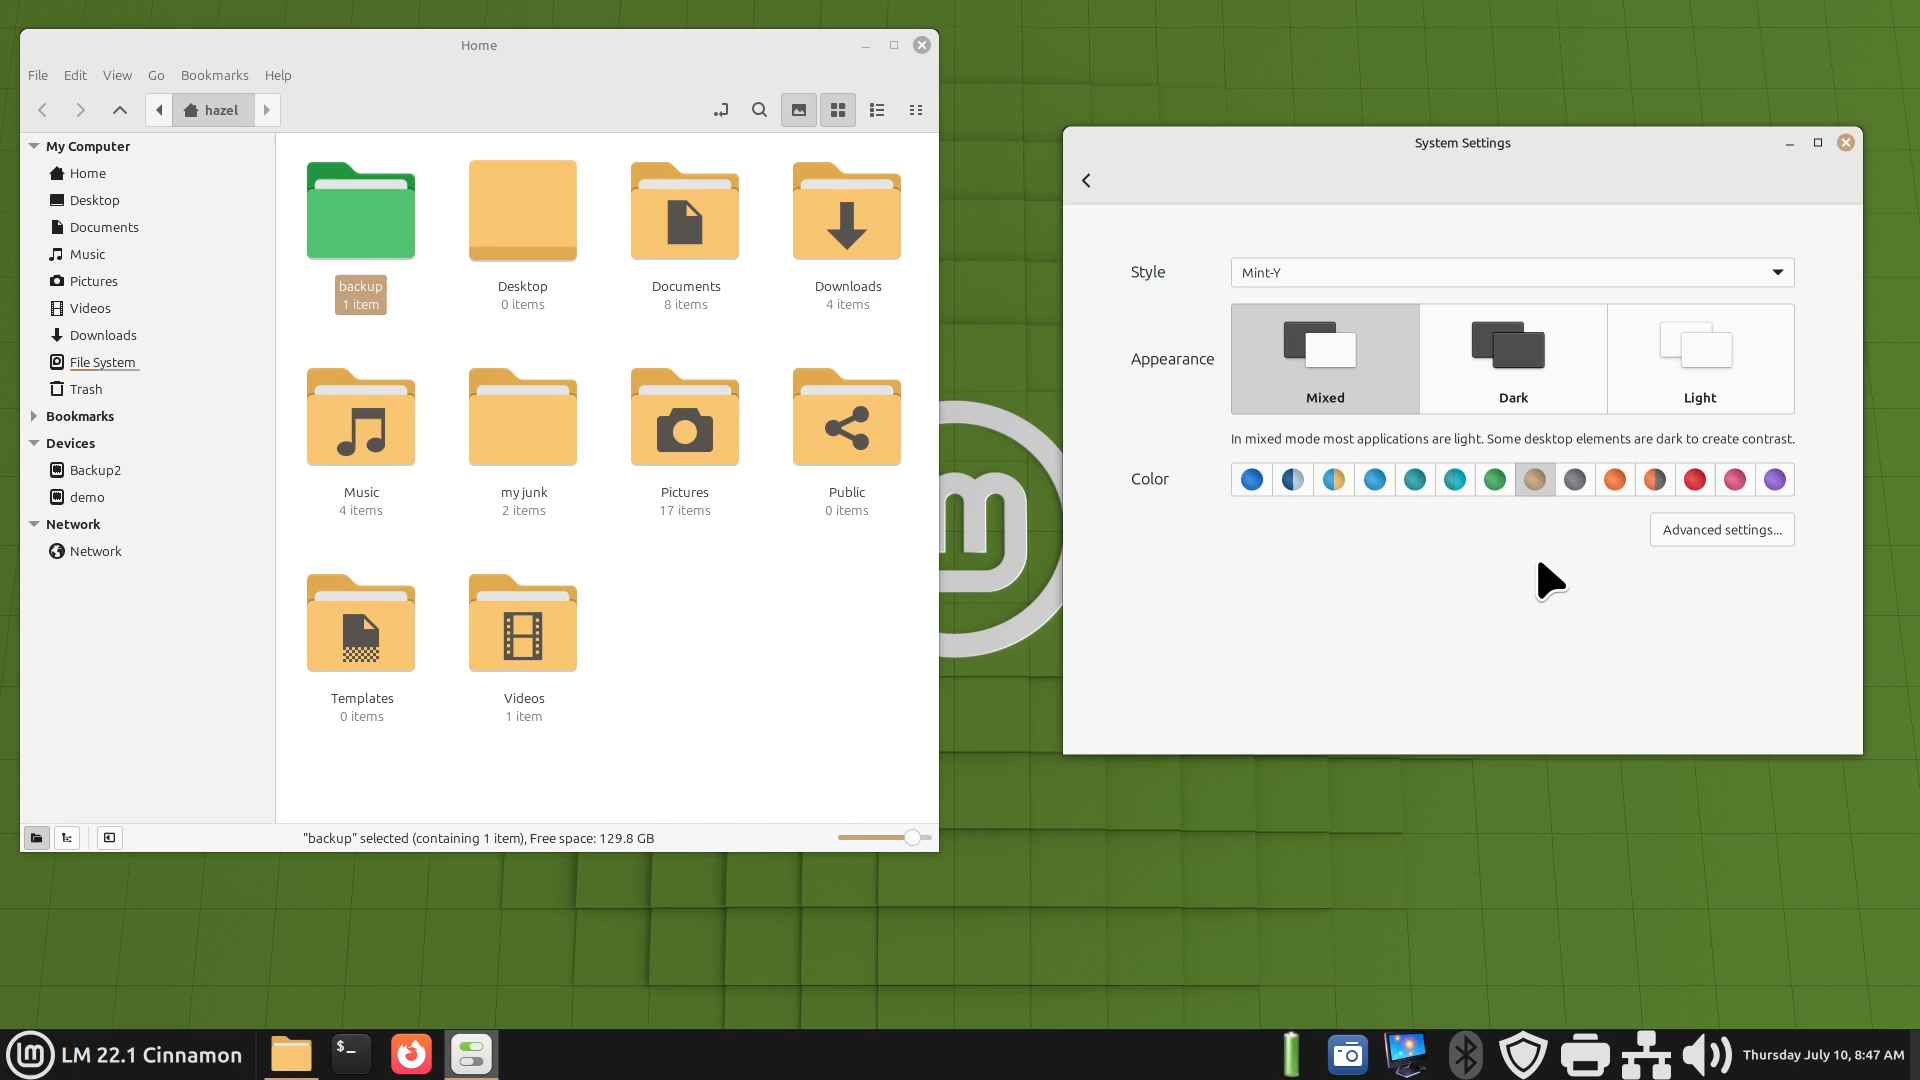 Home
File Edit View Go Bookmarks Help
hazel
My Computer
Home
Desktop
Documents
Music
Pictures
Videos
Downloads
File System
Trash
Bookmarks
Devices
Backup2
demo
Network
Network
backup
1 item
Desktop
0 items
Documents
8 items
Downloads
4 items
Music
4 items
my junk
2 items
Pictures
17 items
Public
0 items
Templates
0 items
Videos
1 item
"backup" selected (containing 1 item), Free space: 129.8 GB
System Settings
Style
Mint-Y
Appearance
Mixed
Dark
Light
In mixed mode most applications are light. Some desktop elements are dark to create contrast.
Color
Advanced settings...
LM 22.1 Cinnamon
$_
Thursday July 10, 8:47 AM